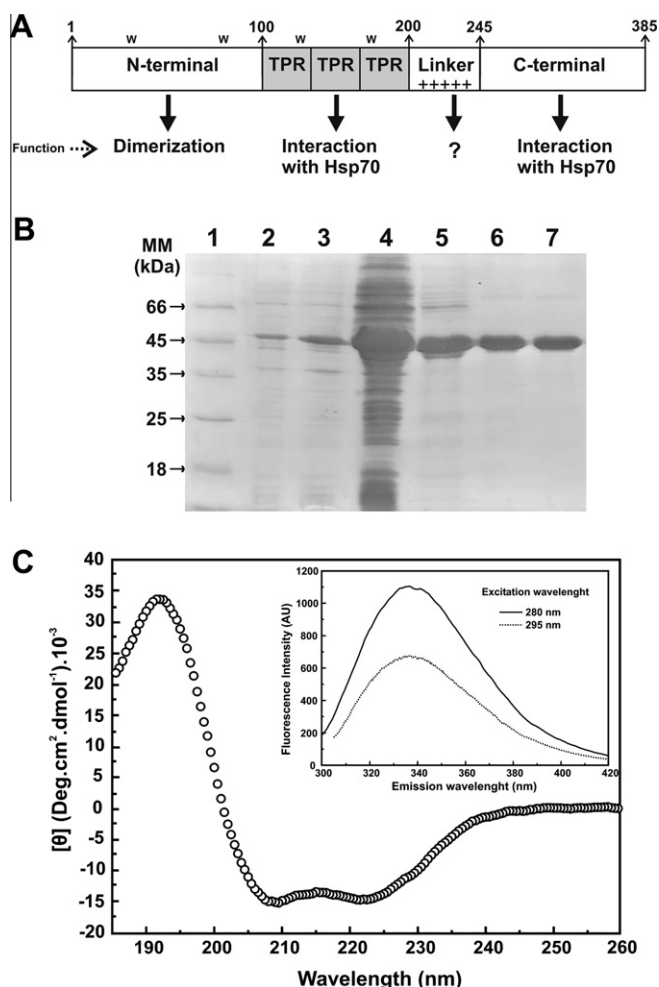 A
1 100 200 245 385
w w w w
N-terminal TPR TPR TPR Linker C-terminal
+++++
Function Dimerization Interaction with Hsp70 ? Interaction with Hsp70
B
MM (kDa) 1 2 3 4 5 6 7
66
45
35
25
18
C
[θ] (Deg.cm².dmol⁻¹).10⁻³
40
35
30
25
20
15
10
5
0
-5
-10
-15
-20
190 200 210 220 230 240 250 260
Wavelength (nm)
Fluorescence Intensity (AU)
1200
1000
800
600
400
200
0
Excitation wavelenght
280 nm
295 nm
300 320 340 360 380 400 420
Emission wavelenght (nm)